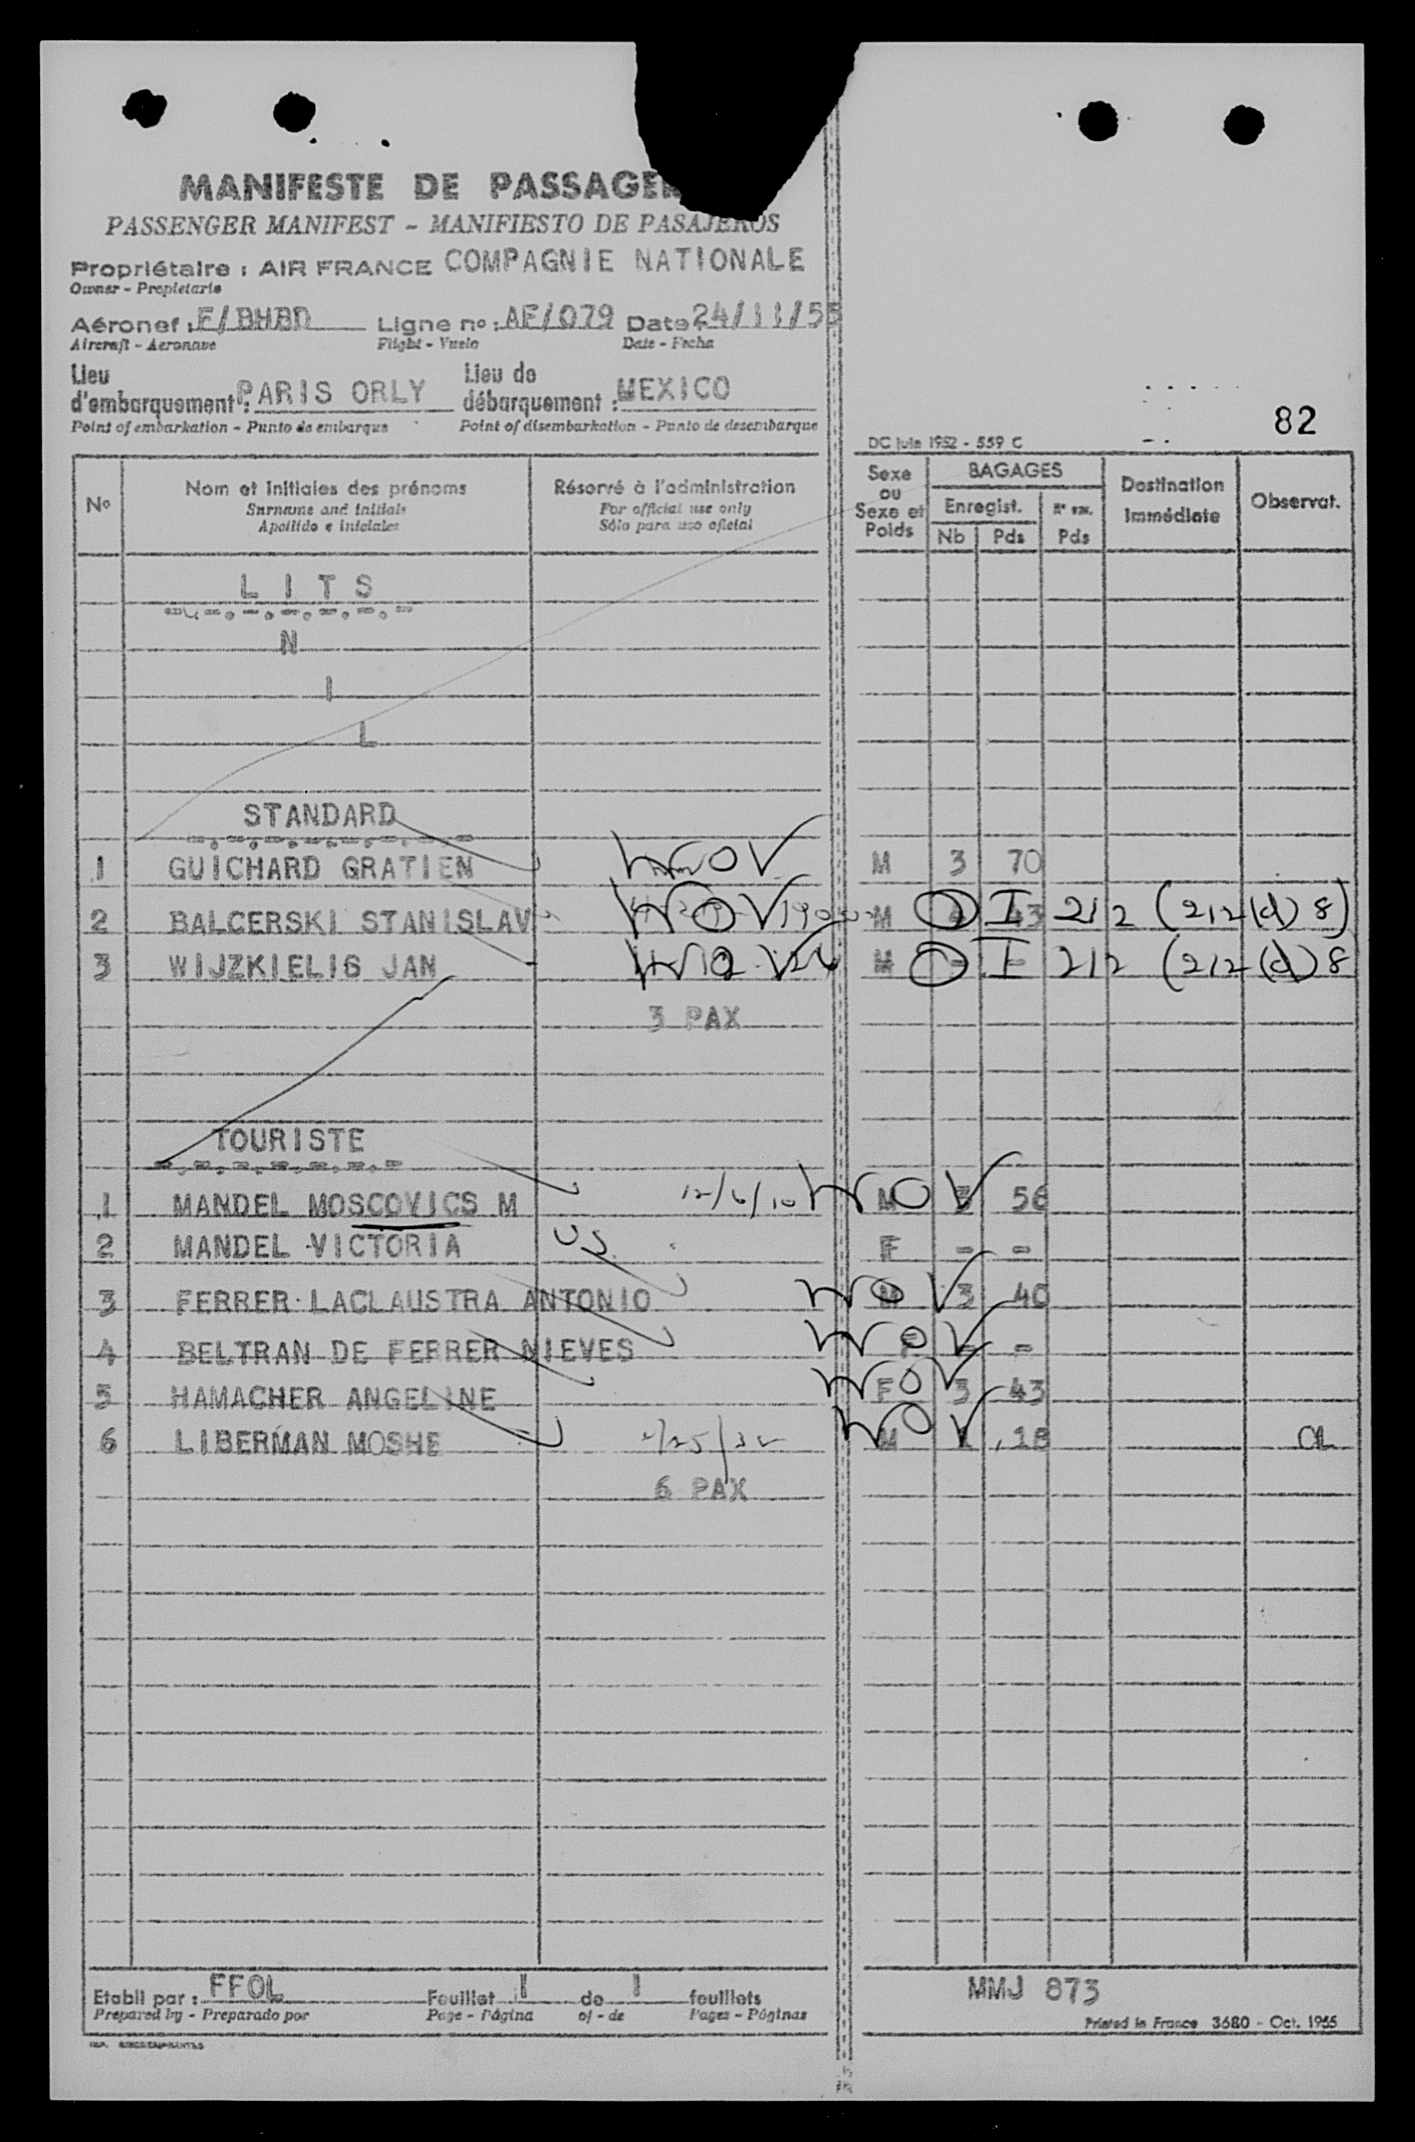 MANIFESTE DE PASSAGER
PASSENGER MANIFEST - MANIFIESTO DE PASAJEROS
Propriétaire : AIR FRANCE COMPAGNIE NATIONALE
Owner - Propietario
Aéronef : F/BHBD Ligne no : AF/079 Date 24/11/55
Aircraft - Aeronave Flight - Vuelo Date - Fecha
Lieu d'embarquement : PARIS ORLY Lieu de débarquement : MEXICO
Point of embarkation - Punto de embarque Point of disembarkation - Punto de desembarque
82
DC Juin 1952 - 559 C
No Nom et initiales des prénoms Réservé à l'administration Sexe ou Sexe et Poids BAGAGES Destination Immédiate Observat.
Surname and initials For official use only Enregist.
Apellido e iniciales Sólo para uso oficial Nb Pds Pds
L I T S
N
I
L
STANDARD
1 GUICHARD GRATIEN M 3 70
2 BALCERSKI STANISLAV M 43 I 212 (212(d)8)
3 WIJZKIELIS JAN M - - I 212 (212(d)8
3 PAX
TOURISTE
1 MANDEL MOSCOVICS M 12/6/10 M 3 56
2 MANDEL VICTORIA US F - -
3 FERRER LACLAUSTRA ANTONIO M 3 40
4 BELTRAN DE FERRER NIEVES F - -
5 HAMACHER ANGELINE F 3 43
6 LIBERMAN MOSHE M 1 18
6 PAX
Etabli par : FFOL Feuillet 1 de 1 feuillets
Prepared by - Preparado por Page - Página of - de Pages - Páginas
MMJ 873
Printed in France 3680 - Oct. 1955